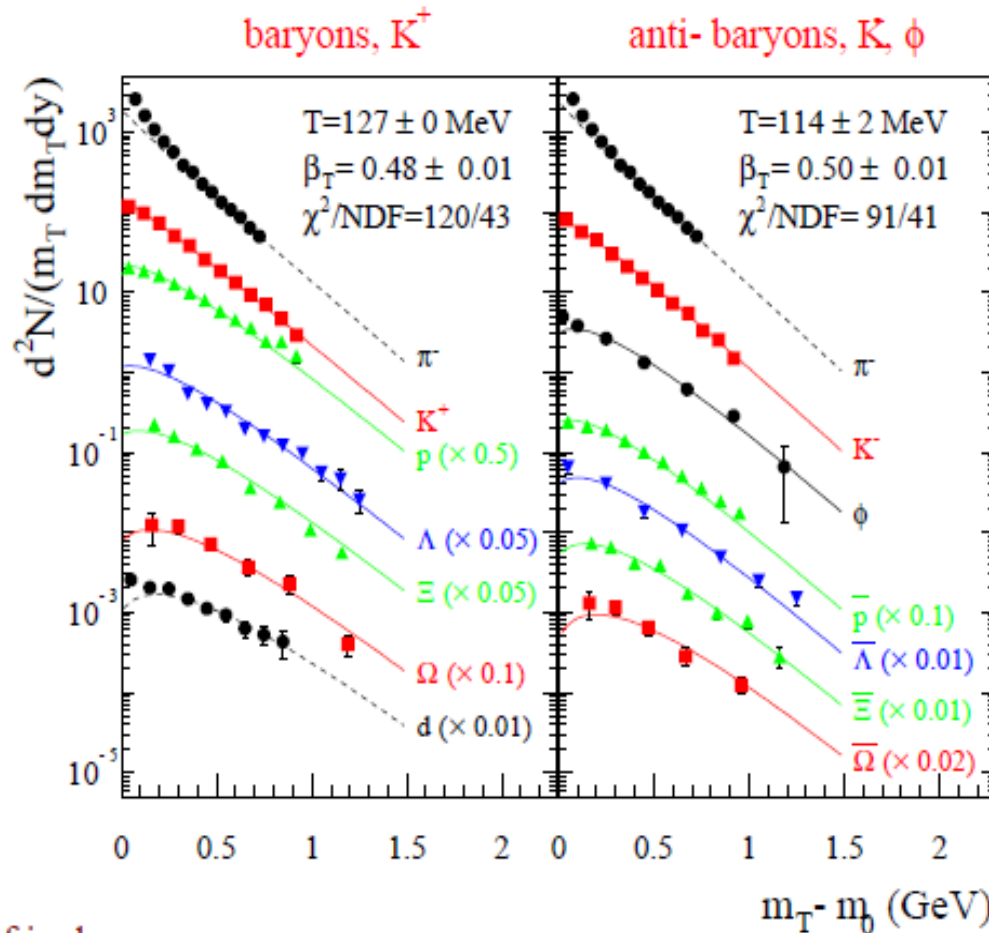 baryons, K⁺
anti- baryons, K⁻, ϕ
d²N/(m_T dm_T dy)
10³
10
10⁻¹
10⁻³
10⁻⁵
T=127 ± 0 MeV
β_T= 0.48 ± 0.01
χ²/NDF=120/43
π⁻
K⁺
p (× 0.5)
Λ (× 0.05)
Ξ (× 0.05)
Ω (× 0.1)
d (× 0.01)
T=114 ± 2 MeV
β_T= 0.50 ± 0.01
χ²/NDF= 91/41
π⁻
K⁻
ϕ
p̅ (× 0.1)
Λ̅ (× 0.01)
Ξ̅ (× 0.01)
Ω̅ (× 0.02)
0 0.5 1 1.5 2
0 0.5 1 1.5 2
m_T- m₀ (GeV)